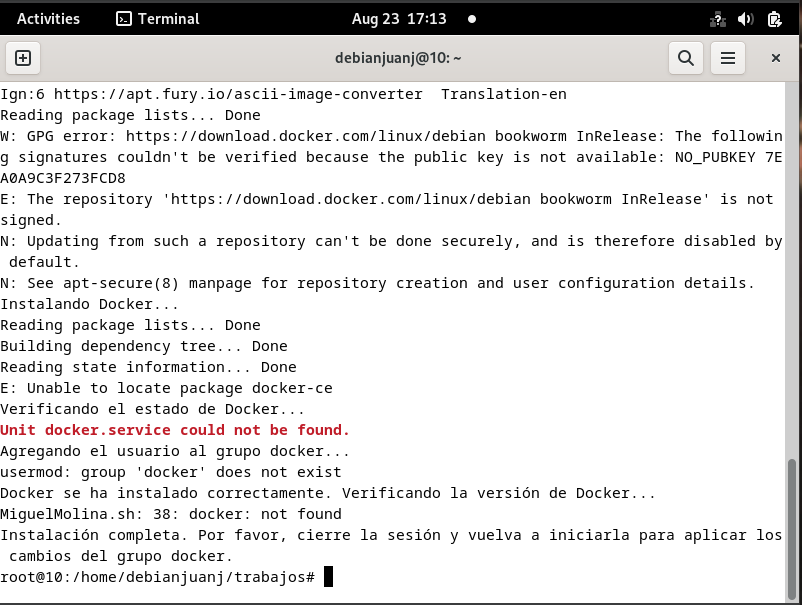 Activities Terminal Aug 23 17:13
debianjuanj@10: ~
Ign:6 https://apt.fury.io/ascii-image-converter  Translation-en
Reading package lists... Done
W: GPG error: https://download.docker.com/linux/debian bookworm InRelease: The followin
g signatures couldn't be verified because the public key is not available: NO_PUBKEY 7E
A0A9C3F273FCD8
E: The repository 'https://download.docker.com/linux/debian bookworm InRelease' is not
signed.
N: Updating from such a repository can't be done securely, and is therefore disabled by
 default.
N: See apt-secure(8) manpage for repository creation and user configuration details.
Instalando Docker...
Reading package lists... Done
Building dependency tree... Done
Reading state information... Done
E: Unable to locate package docker-ce
Verificando el estado de Docker...
Unit docker.service could not be found.
Agregando el usuario al grupo docker...
usermod: group 'docker' does not exist
Docker se ha instalado correctamente. Verificando la versión de Docker...
MiguelMolina.sh: 38: docker: not found
Instalación completa. Por favor, cierre la sesión y vuelva a iniciarla para aplicar los
 cambios del grupo docker.
root@10:/home/debianjuanj/trabajos#